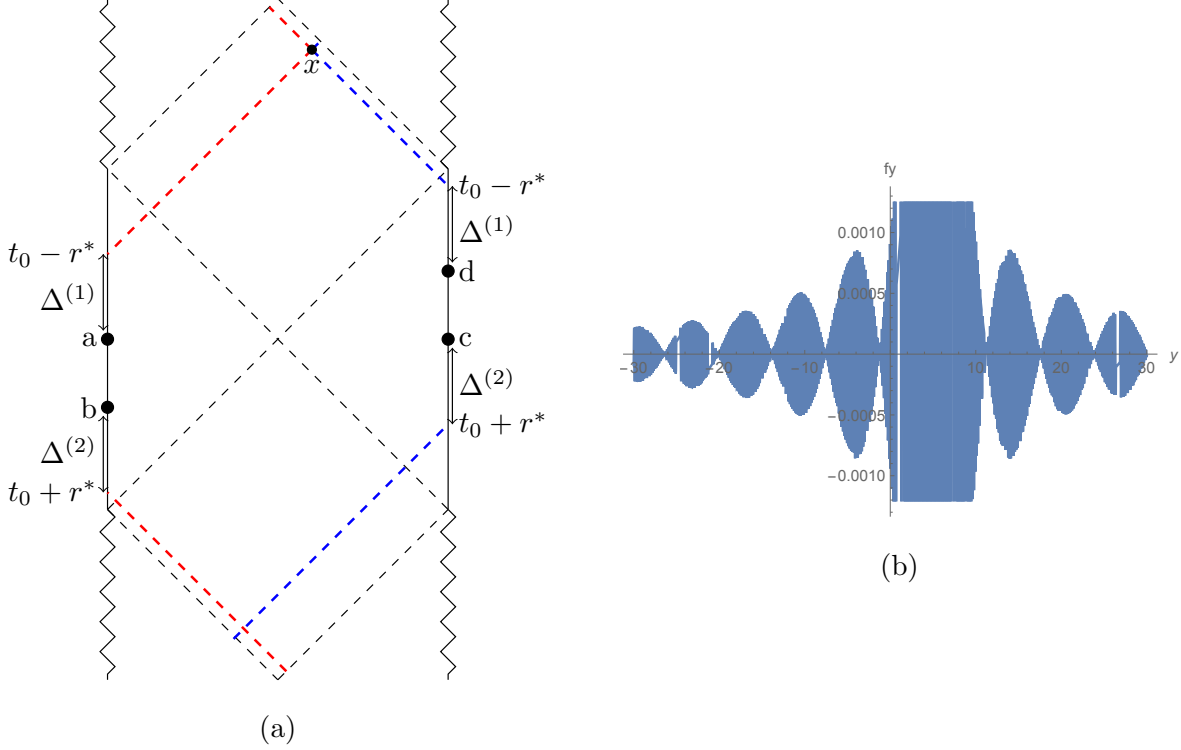 x
t₀ − r*
Δ⁽¹⁾
d
t₀ − r*
Δ⁽¹⁾
a
c
b
Δ⁽²⁾
t₀ + r*
Δ⁽²⁾
t₀ + r*
(a)
fy
0.0010
0.0005
−30
−20
−10
10
20
30
y
−0.0005
−0.0010
(b)